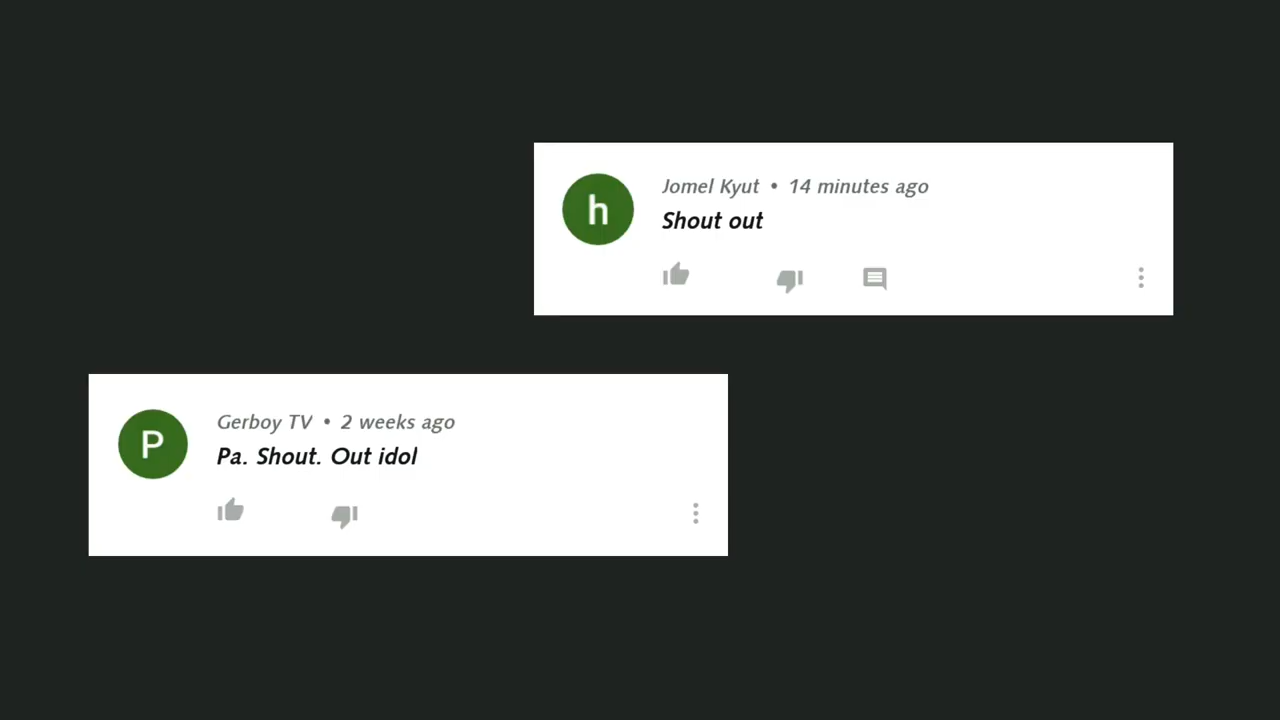 h
Jomel Kyut • 14 minutes ago
Shout out
P
Gerboy TV • 2 weeks ago
Pa. Shout. Out idol